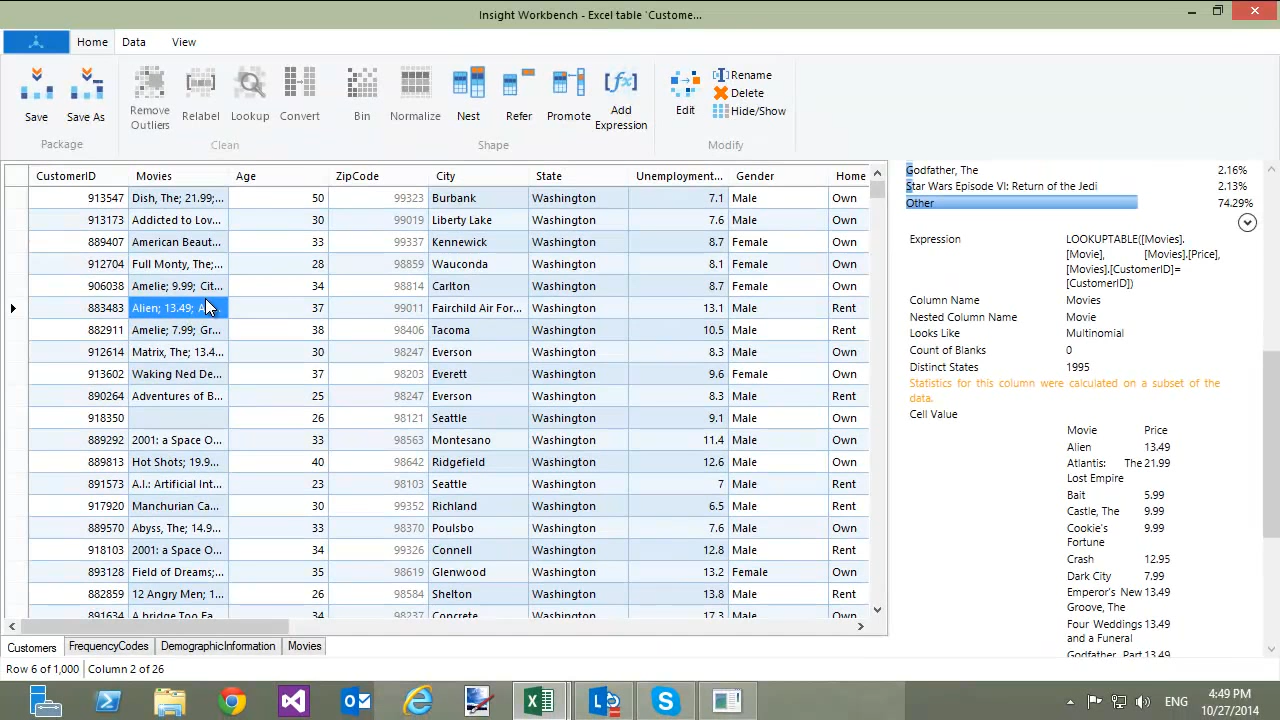 Insight Workbench - Excel table 'Custome...
Home Data View
Save Save As Remove Outliers Relabel Lookup Convert Bin Normalize Nest Refer Promote Add Expression Edit Rename
Delete
Hide/Show
Package Clean Shape Modify
CustomerID Movies Age ZipCode City State Unemployment... Gender Home
913547 Dish, The; 21.99;... 50 99323 Burbank Washington 7.1 Male Own
913173 Addicted to Lov... 30 99019 Liberty Lake Washington 7.6 Male Own
889407 American Beaut... 33 99337 Kennewick Washington 8.7 Female Own
912704 Full Monty, The;... 28 98859 Wauconda Washington 8.1 Female Own
906038 Amelie; 9.99; Cit... 34 98814 Carlton Washington 8.7 Female Own
883483 Alien; 13.49; 37 99011 Fairchild Air For... Washington 13.1 Male Rent
882911 Amelie; 7.99; Gr... 38 98406 Tacoma Washington 10.5 Male Rent
912614 Matrix, The; 13.4... 30 98247 Everson Washington 8.3 Male Own
913602 Waking Ned De... 37 98203 Everett Washington 9.6 Female Own
890264 Adventures of B... 25 98247 Everson Washington 8.3 Male Rent
918350 26 98121 Seattle Washington 9.1 Male Own
889292 2001: a Space O... 33 98563 Montesano Washington 11.4 Male Own
889813 Hot Shots; 19.9... 40 98642 Ridgefield Washington 12.6 Male Own
891573 A.I.: Artificial Int... 23 98103 Seattle Washington 7 Male Rent
917920 Manchurian Ca... 30 99352 Richland Washington 6.5 Male Rent
889570 Abyss, The; 14.9... 33 98370 Poulsbo Washington 7.6 Male Own
918103 2001: a Space O... 34 99326 Connell Washington 12.8 Male Rent
893128 Field of Dreams;... 35 98619 Glenwood Washington 13.2 Female Own
882859 12 Angry Men; 1... 26 98584 Shelton Washington 13.8 Male Rent
891634 A bridge Too Fa... 34 98237 Concrete Washington 17.3 Male Own
Customers FrequencyCodes DemographicInformation Movies
Row 6 of 1,000 Column 2 of 26
Godfather, The 2.16%
Star Wars Episode VI: Return of the Jedi 2.13%
Other 74.29%
Expression LOOKUPTABLE([Movies].
[Movie], [Movies].[Price],
[Movies].[CustomerID]=
[CustomerID])
Column Name Movies
Nested Column Name Movie
Looks Like Multinomial
Count of Blanks 0
Distinct States 1995
Statistics for this column were calculated on a subset of the
data.
Cell Value
Movie Price
Alien 13.49
Atlantis: The 21.99
Lost Empire
Bait 5.99
Castle, The 9.99
Cookie's 9.99
Fortune
Crash 12.95
Dark City 7.99
Emperor's New 13.49
Groove, The
Four Weddings 13.49
and a Funeral
Godfather, Part 13.49
ENG 4:49 PM
10/27/2014